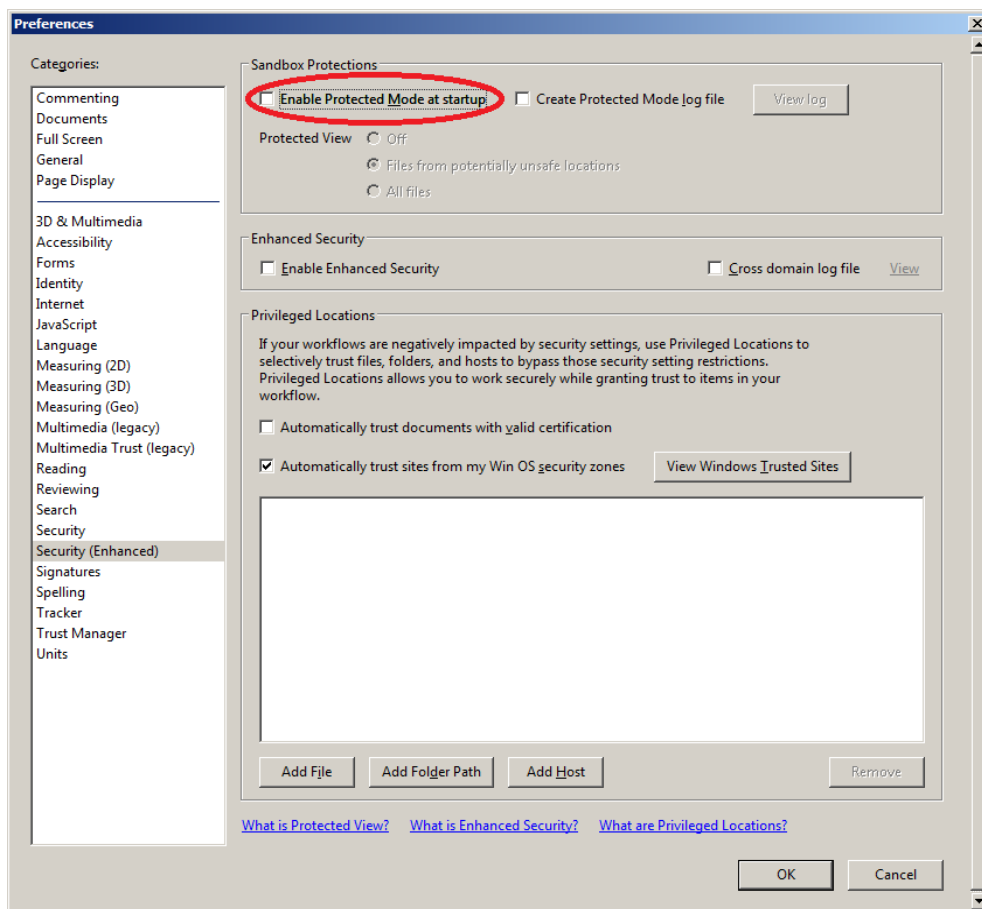 Preferences
Categories:
Commenting
Documents
Full Screen
General
Page Display
3D & Multimedia
Accessibility
Forms
Identity
Internet
JavaScript
Language
Measuring (2D)
Measuring (3D)
Measuring (Geo)
Multimedia (legacy)
Multimedia Trust (legacy)
Reading
Reviewing
Search
Security
Security (Enhanced)
Signatures
Spelling
Tracker
Trust Manager
Units
Sandbox Protections
Enable Protected Mode at startup Create Protected Mode log file View log
Protected View Off
Files from potentially unsafe locations
All files
Enhanced Security
Enable Enhanced Security Cross domain log file View
Privileged Locations
If your workflows are negatively impacted by security settings, use Privileged Locations to
selectively trust files, folders, and hosts to bypass those security setting restrictions.
Privileged Locations allows you to work securely while granting trust to items in your
workflow.
Automatically trust documents with valid certification
Automatically trust sites from my Win OS security zones View Windows Trusted Sites
Add File Add Folder Path Add Host Remove
What is Protected View? What is Enhanced Security? What are Privileged Locations?
OK Cancel